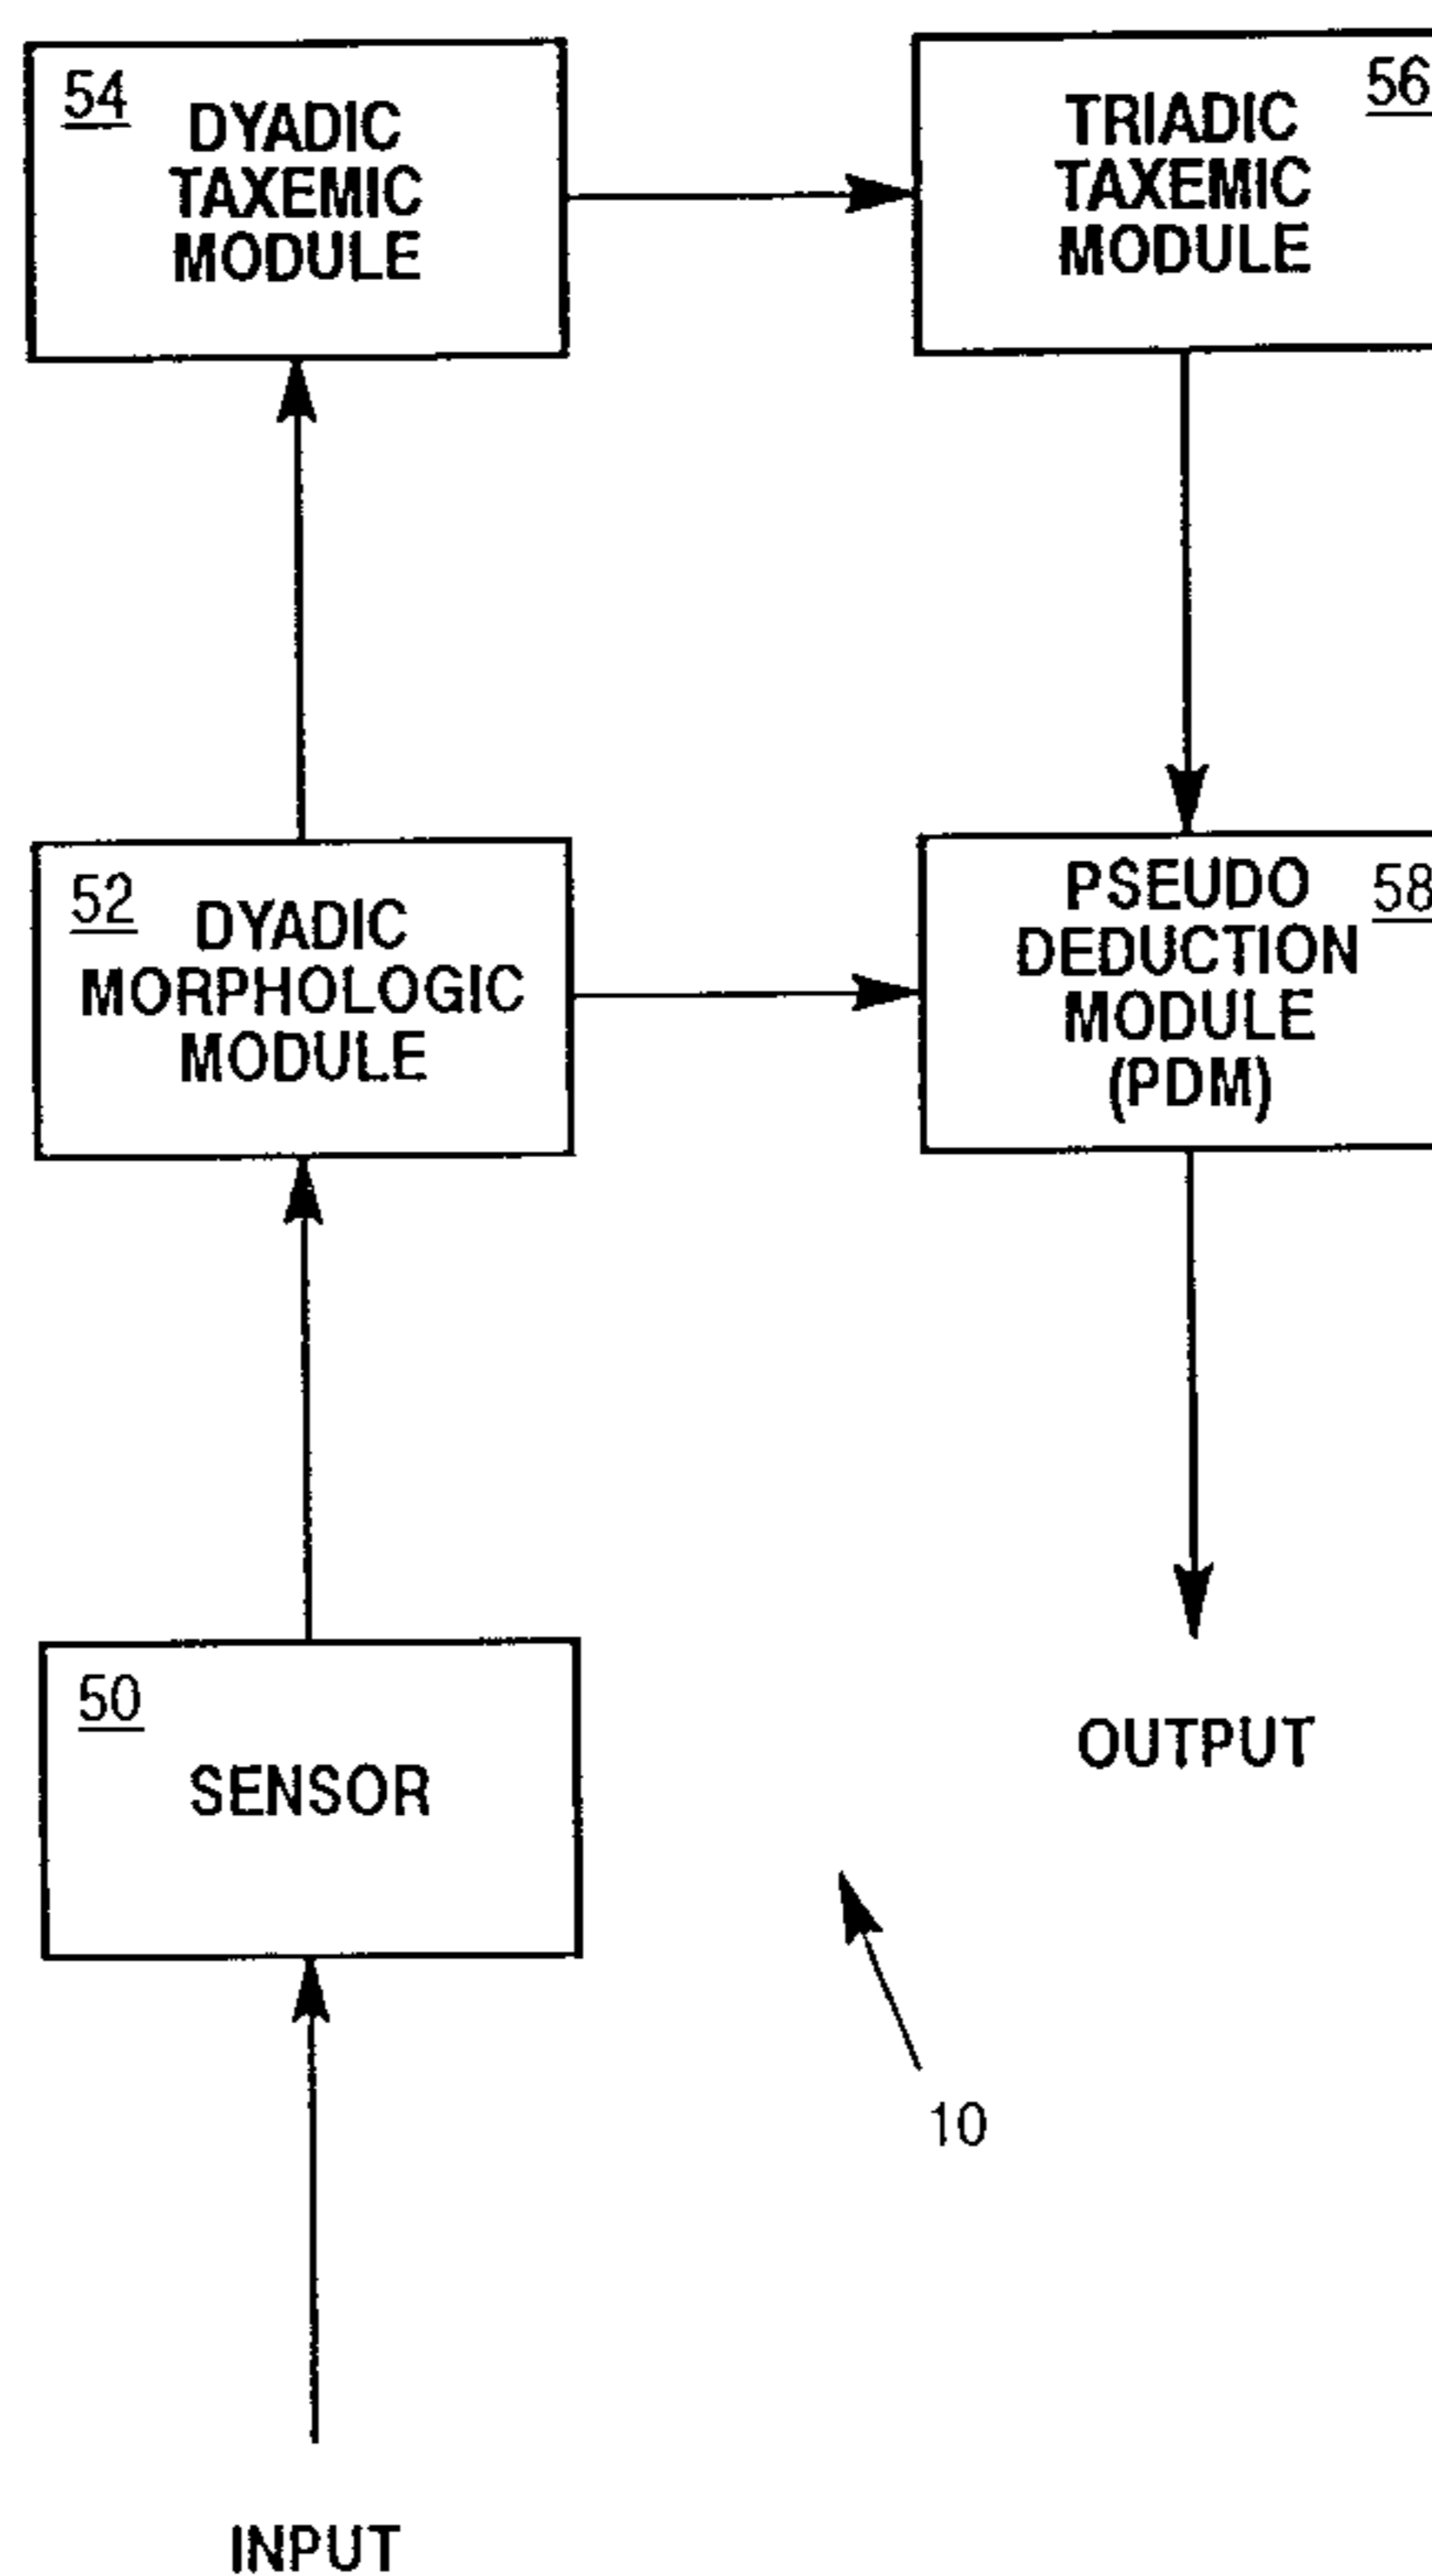 54
DYADIC
TAXEMIC
MODULE
56
TRIADIC
TAXEMIC
MODULE
52
DYADIC
MORPHOLOGIC
MODULE
58
PSEUDO
DEDUCTION
MODULE
(PDM)
50
SENSOR
OUTPUT
10
INPUT